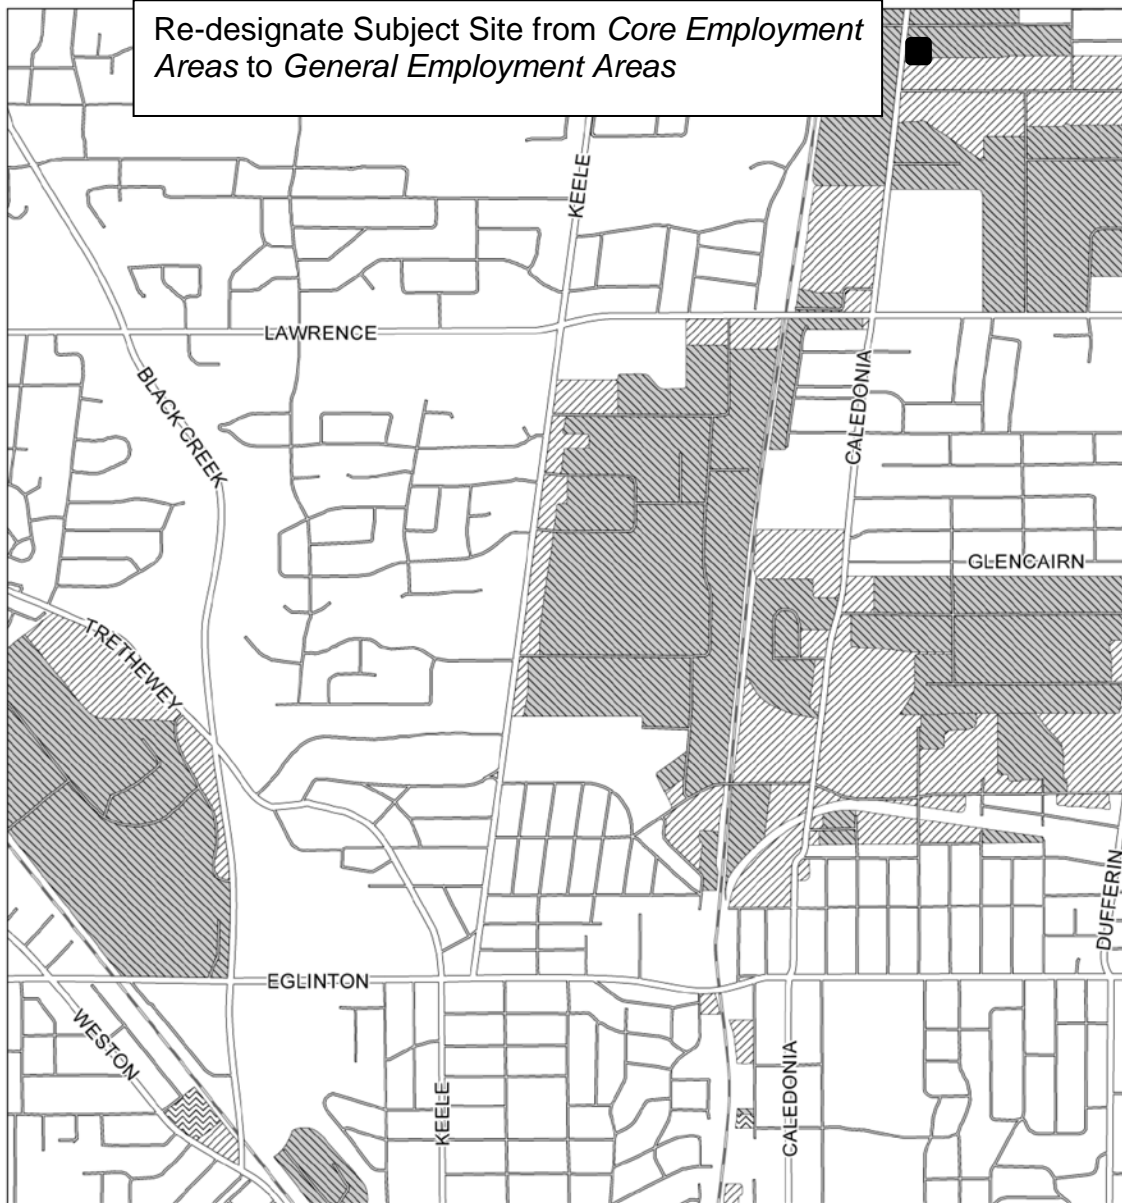 Re-designate Subject Site from Core Employment
Areas to General Employment Areas
KEELE
LAWRENCE
BLACK CREEK
CALEDONIA
GLENCAIRN
TRETHEWEY
DUFFERIN
EGLINTON
WESTON
KEELE
CALEDONIA